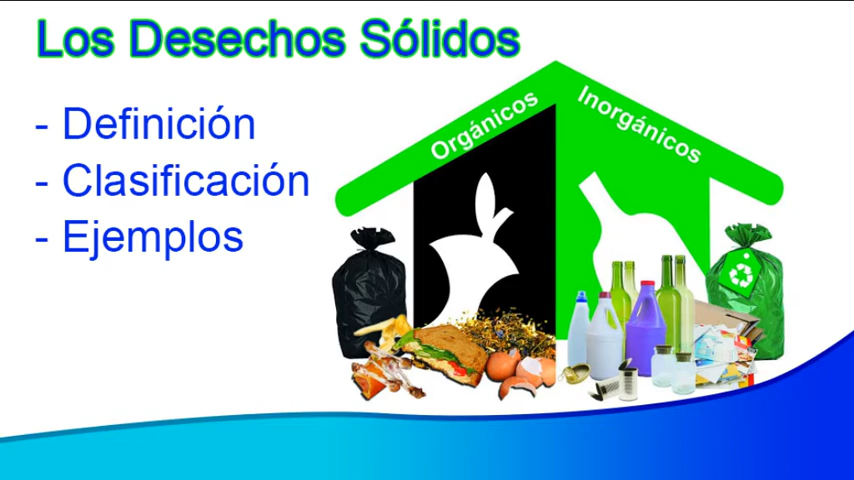 Los Desechos Sólidos
- Definición
- Clasificación
- Ejemplos
Orgánicos
Inorgánicos